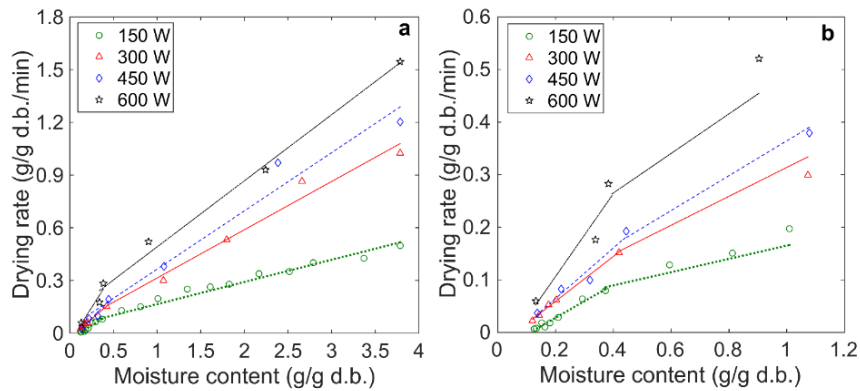 a
150 W
300 W
450 W
600 W
1.8
1.5
1.2
0.9
0.6
0.3
0
0 0.5 1 1.5 2 2.5 3 3.5 4
Drying rate (g/g d.b./min)
Moisture content (g/g d.b.)
b
150 W
300 W
450 W
600 W
0.6
0.5
0.4
0.3
0.2
0.1
0
0 0.2 0.4 0.6 0.8 1 1.2
Drying rate (g/g d.b./min)
Moisture content (g/g d.b.)